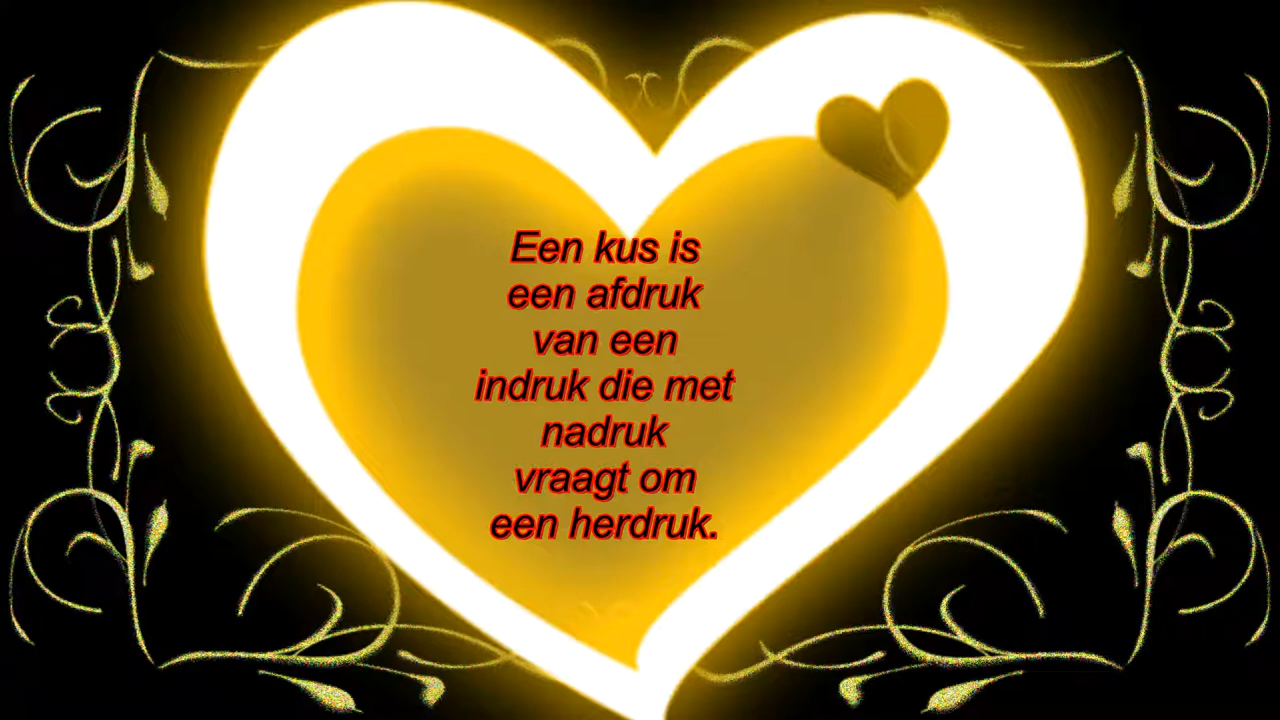 Een kus is
een afdruk
van een
indruk die met
nadruk
vraagt om
een herdruk.